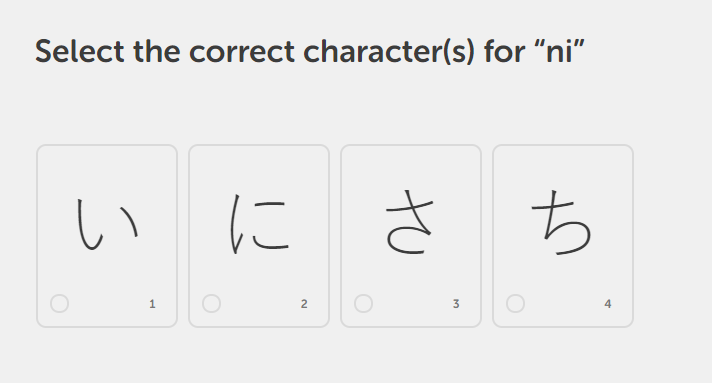 Select the correct character(s) for “ni”
い に さ ち
1 2 3 4